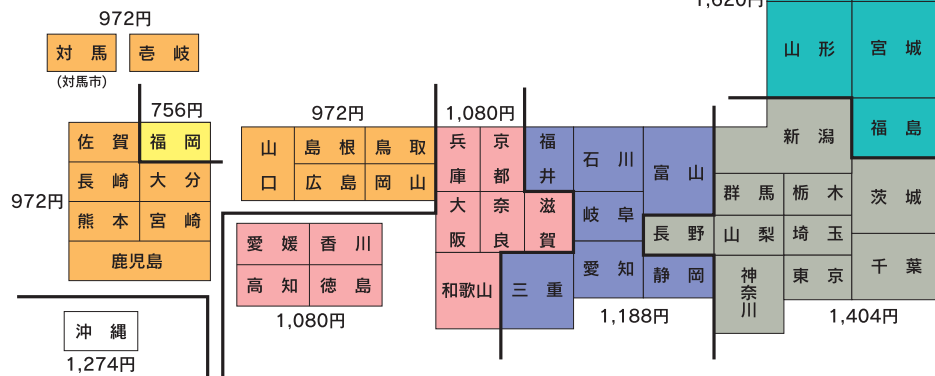 1,620円
972円
対馬
壱岐
(対馬市)
山形
宮城
756円
972円
1,080円
佐賀
福岡
山口
島根
鳥取
兵庫
京都
福井
石川
富山
新潟
福島
長崎
大分
広島
岡山
群馬
栃木
茨城
972円
熊本
宮崎
大阪
奈良
滋賀
岐阜
長野
山梨
埼玉
愛媛
香川
鹿児島
高知
徳島
和歌山
三重
愛知
静岡
神奈川
東京
千葉
沖縄
1,080円
1,188円
1,404円
1,274円